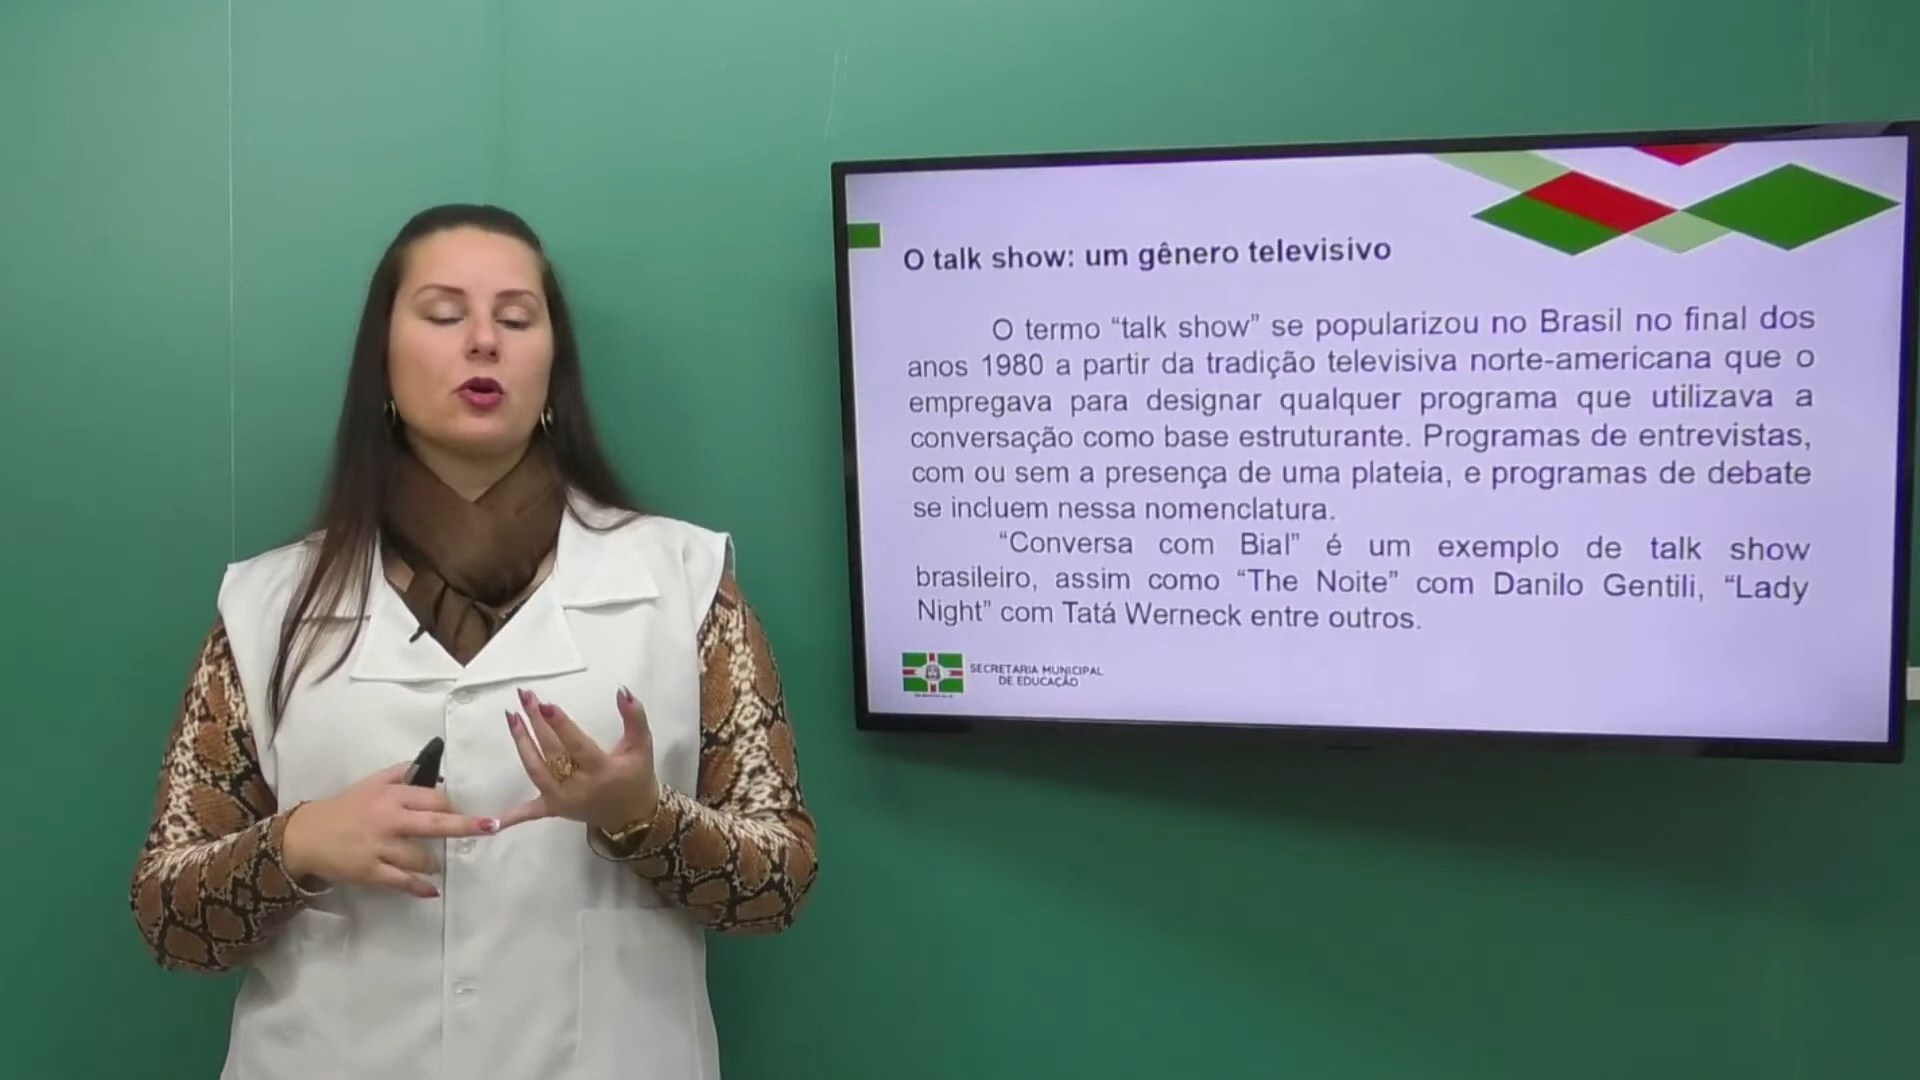 O talk show: um gênero televisivo
O termo “talk show” se popularizou no Brasil no final dos
anos 1980 a partir da tradição televisiva norte-americana que o
empregava para designar qualquer programa que utilizava a
conversação como base estruturante. Programas de entrevistas,
com ou sem a presença de uma plateia, e programas de debate
se incluem nessa nomenclatura.
“Conversa com Bial” é um exemplo de talk show
brasileiro, assim como “The Noite” com Danilo Gentili, “Lady
Night” com Tatá Werneck entre outros.
SECRETARIA MUNICIPAL
DE EDUCAÇÃO